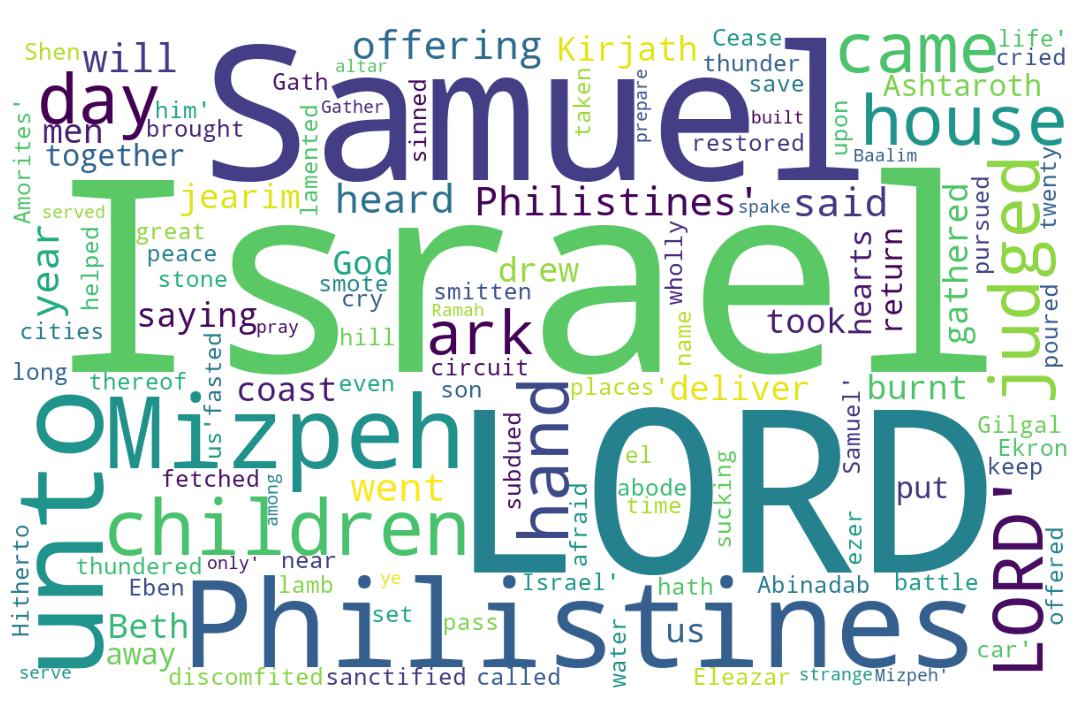 Shen
will
offering
Kirjath
Cease
came
life'
cried
thunder
Samuel
altar
Gath
Gather
day
him'
men
brought
together
lamented
sinned
taken
prepare
save
built
restored
upon
Ashtaroth
house
Baalim
Amorites'
Israel
jearim
heard
Philistines'
spake
said
served
great
year
helped
peace
stone
God
smote
cry
drew
smitten
Ramah
ark
wholly
name
took
hearts
return
gathered
pursued
judged
twenty
poured
saying
pray
hill
circuit
cities
long
thereof
us'
fasted
coast
even
son
places'
deliver
burnt
unto
Mizpeh
hand
LORD
Samuel'
Gilgal
Ekron
keep
fetched
among
went
subdued
el
abode
time
sucking
put
children
afraid
ezer
LORD'
offered
Hitherto
thundered
only'
near
Eben
lamb
ye
Israel'
hath
Abinadab
battle
Philistines
Beth
away
set
pass
us
water
car'
serve
discomfited
sanctified
called
Eleazar
strange
Mizpeh'